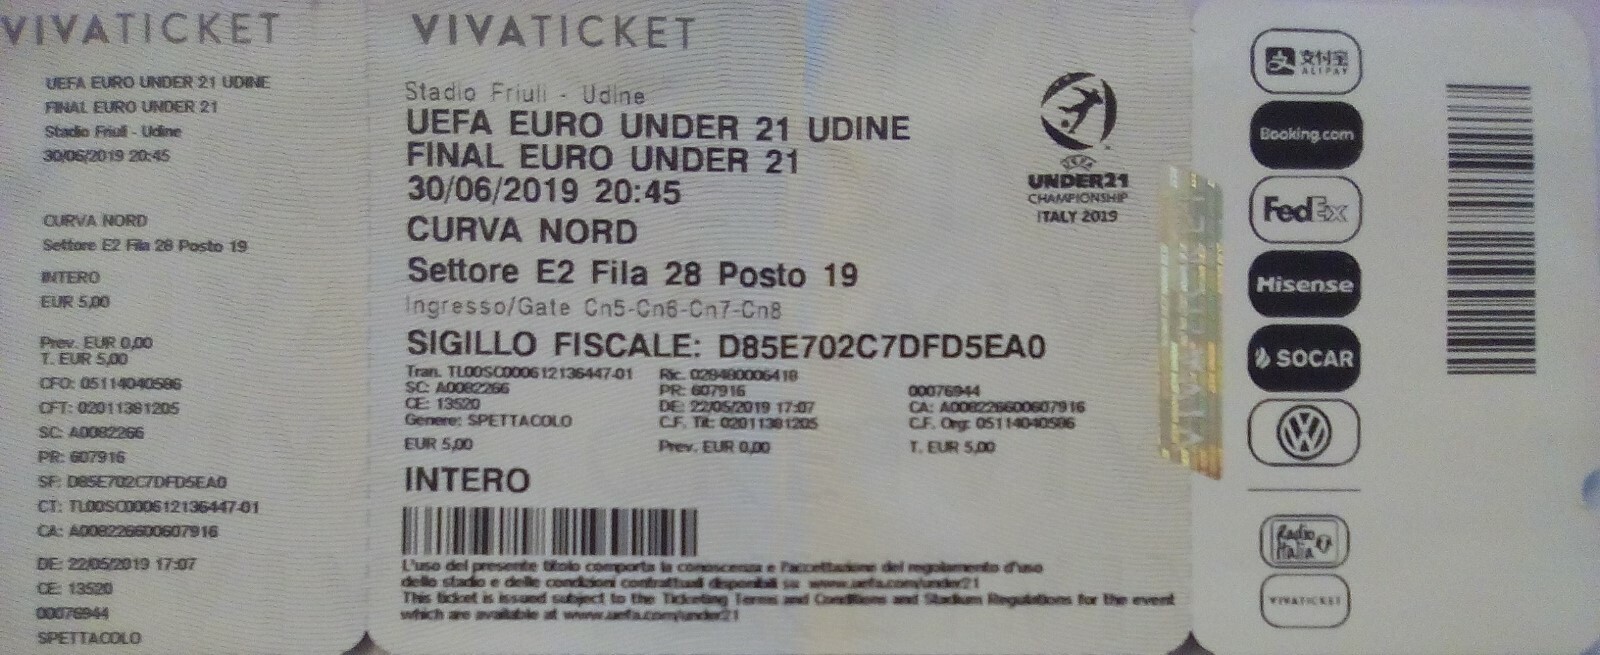 VIVATICKET
UEFA EURO UNDER 21 UDINE
FINAL EURO UNDER 21
Stadio Friuli - Udine
30/06/2019 20:45
CURVA NORD
Settore E2 Fila 28 Posto 19
INTERO
EUR 5,00
Prev. EUR 0,00
T. EUR 5,00
CFO: 05114040586
CFT: 02011381205
SC: A0082266
PR: 607916
SF: D85E702C7DFD5EA0
CT: TL00SC000612136447-01
CA: A008226600607916
DE: 22/05/2019 17:07
CE: 13520
00076944
SPETTACOLO
VIVATICKET
Stadio Friuli - Udine
UEFA EURO UNDER 21 UDINE
FINAL EURO UNDER 21
30/06/2019 20:45
CURVA NORD
Settore E2 Fila 28 Posto 19
Ingresso/Gate Cn5-Cn6-Cn7-Cn8
SIGILLO FISCALE: D85E702C7DFD5EA0
Tran. TL00SC000612136447-01 Ric. 029480006418
SC: A0082266 PR: 607916 00076944
CE: 13520 DE: 22/05/2019 17:07 CA: A008226600607916
Genere: SPETTACOLO C.F. Tit: 02011381205 C.F. Org: 05114040586
EUR 5,00 Prev. EUR 0,00 T. EUR 5,00
INTERO
L'uso del presente titolo comporta la conoscenza e l'accettazione del regolamento d'uso
dello stadio e delle condizioni contrattuali disponibili su www.uefa.com/under21
This ticket is issued subject to the Ticketing Terms and Conditions and Stadium Regulations for the event
which are available at www.uefa.com/under21
UEFA
UNDER21
CHAMPIONSHIP
ITALY 2019
VIVATICKET
支付宝
ALIPAY
Booking.com
FedEx
Hisense
SOCAR
Radio
Italia
VIVATICKET